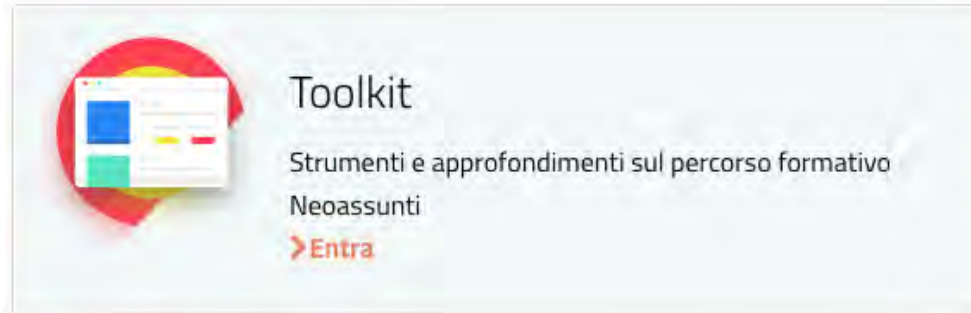 Toolkit
Strumenti e approfondimenti sul percorso formativo
Neoassunti
Entra